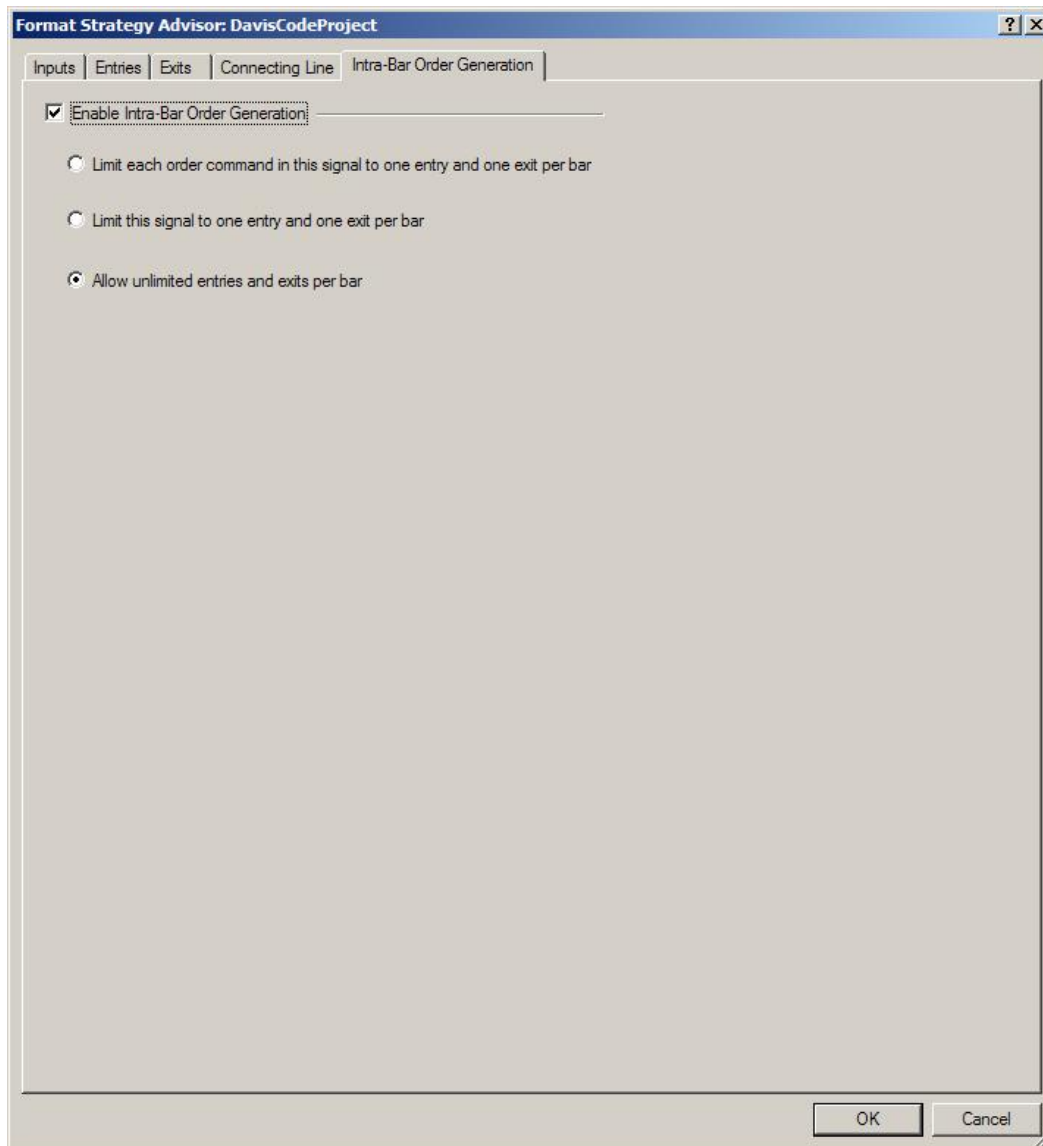 Format Strategy Advisor: DavisCodeProject
Inputs Entries Exits Connecting Line Intra-Bar Order Generation
Enable Intra-Bar Order Generation
Limit each order command in this signal to one entry and one exit per bar
Limit this signal to one entry and one exit per bar
Allow unlimited entries and exits per bar
OK Cancel